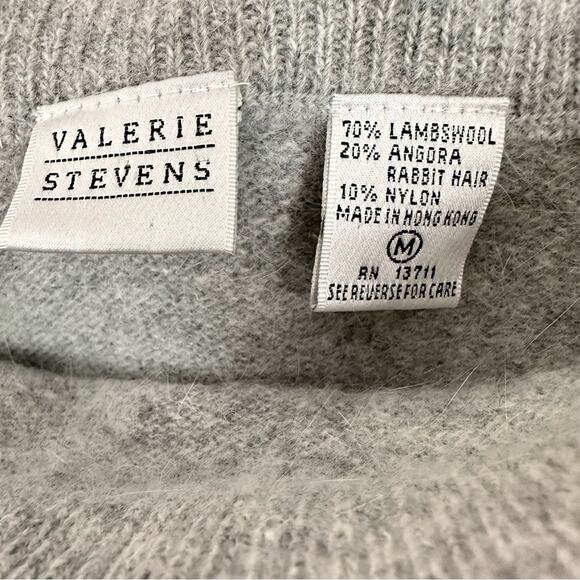 VALERIE
STEVENS
70% LAMBSWOOL
20% ANGORA
RABBIT HAIR
10% NYLON
MADE IN HONG KONG
M
RN 13711
SEE REVERSE FOR CARE